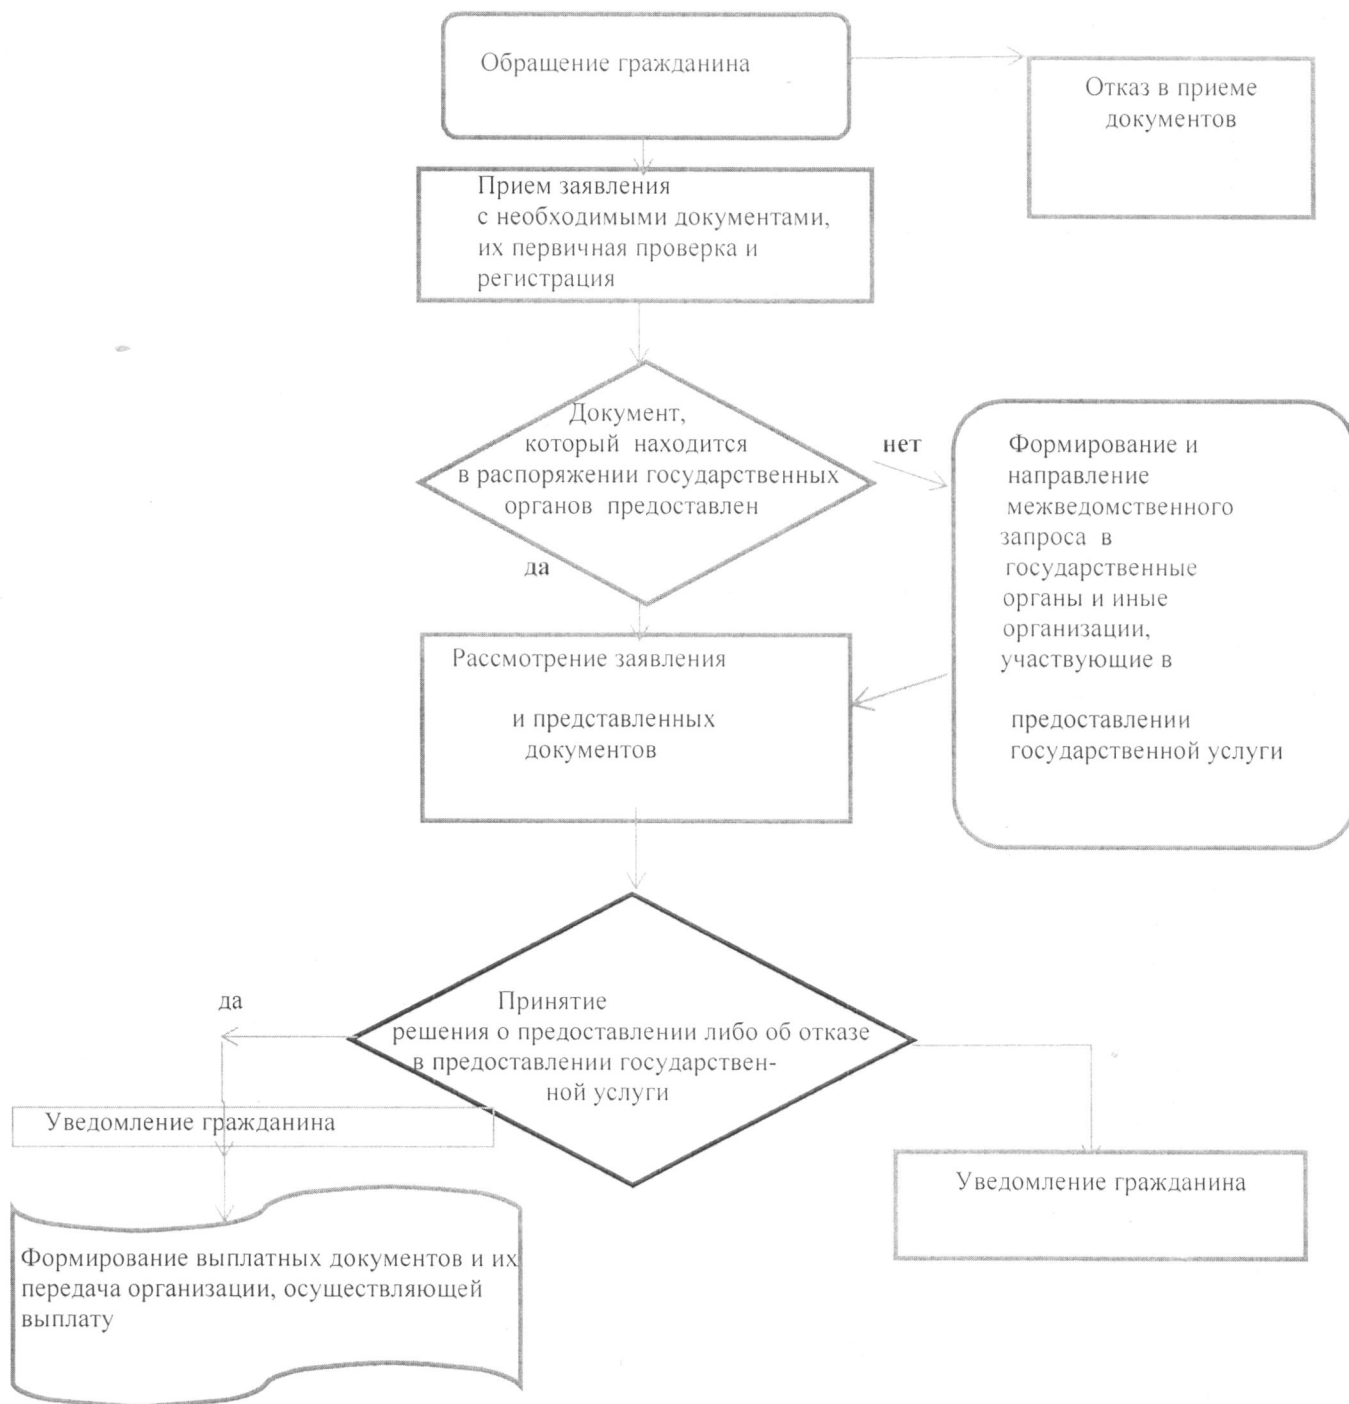 Обращение гражданина
Отказ в приеме
документов
Прием заявления
с необходимыми документами,
их первичная проверка и
регистрация
Документ,
который находится
в распоряжении государственных
органов предоставлен
нет
да
Формирование и
направление
межведомственного
запроса в
государственные
органы и иные
организации,
участвующие в
предоставлении
государственной услуги
Рассмотрение заявления
и представленных
документов
да
Принятие
решения о предоставлении либо об отказе
в предоставлении государствен-
ной услуги
Уведомление гражданина
Уведомление гражданина
Формирование выплатных документов и их
передача организации, осуществляющей
выплату